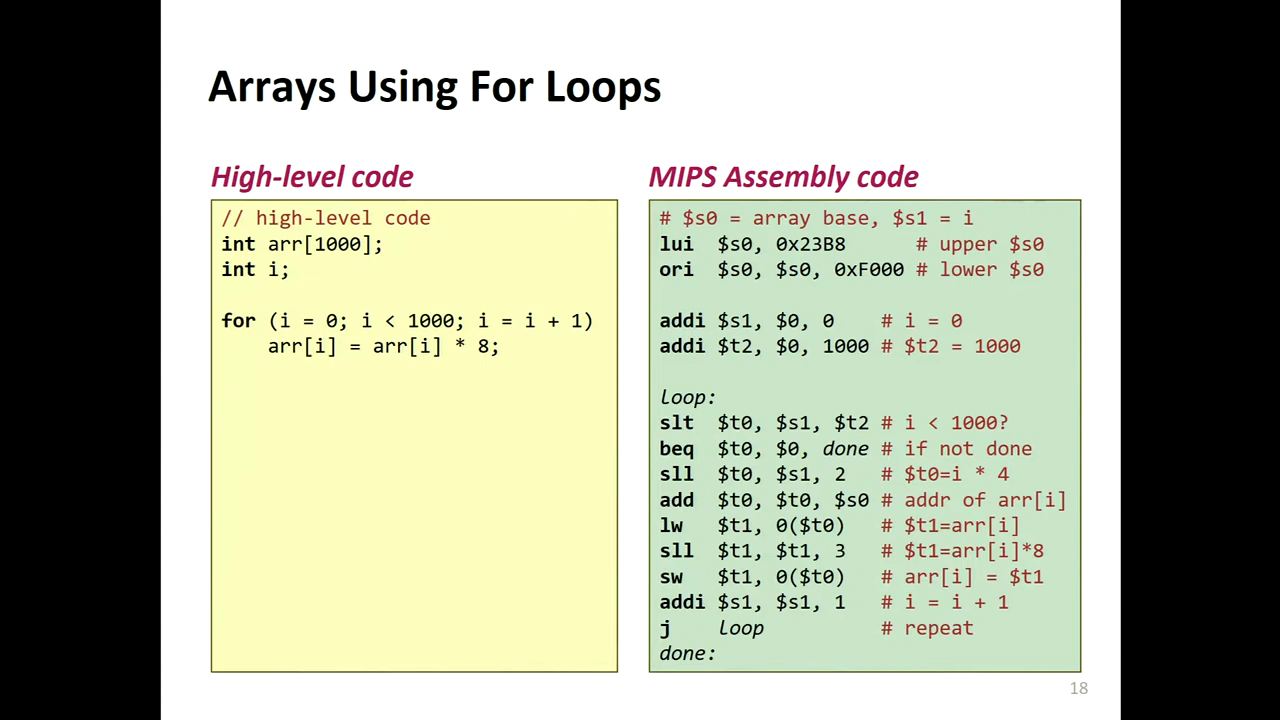 Arrays Using For Loops
High-level code
// high-level code
int arr[1000];
int i;
for (i = 0; i < 1000; i = i + 1)
arr[i] = arr[i] * 8;
MIPS Assembly code
# $s0 = array base, $s1 = i
lui $s0, 0x23B8 # upper $s0
ori $s0, $s0, 0xF000 # lower $s0
addi $s1, $0, 0 # i = 0
addi $t2, $0, 1000 # $t2 = 1000
loop:
slt $t0, $s1, $t2 # i < 1000?
beq $t0, $0, done # if not done
sll $t0, $s1, 2 # $t0=i * 4
add $t0, $t0, $s0 # addr of arr[i]
lw $t1, 0($t0) # $t1=arr[i]
sll $t1, $t1, 3 # $t1=arr[i]*8
sw $t1, 0($t0) # arr[i] = $t1
addi $s1, $s1, 1 # i = i + 1
j loop # repeat
done:
18